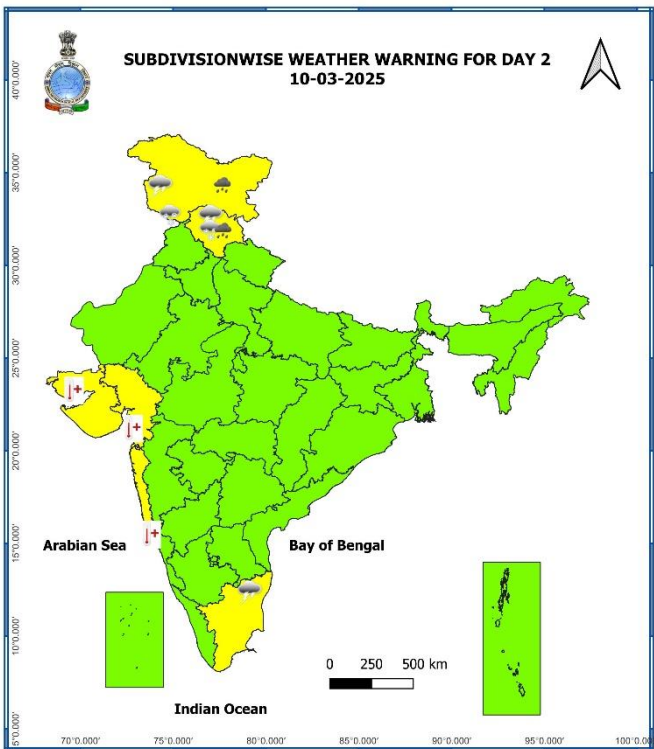 SUBDIVISIONWISE WEATHER WARNING FOR DAY 2
10-03-2025
40°0.000'
35°0.000'
30°0.000'
25°0.000'
20°0.000'
15°0.000'
10°0.000'
5°0.000'
Arabian Sea
Bay of Bengal
0 250 500 km
Indian Ocean
70°0.000' 75°0.000' 80°0.000' 85°0.000' 90°0.000' 95°0.000' 100°0.0